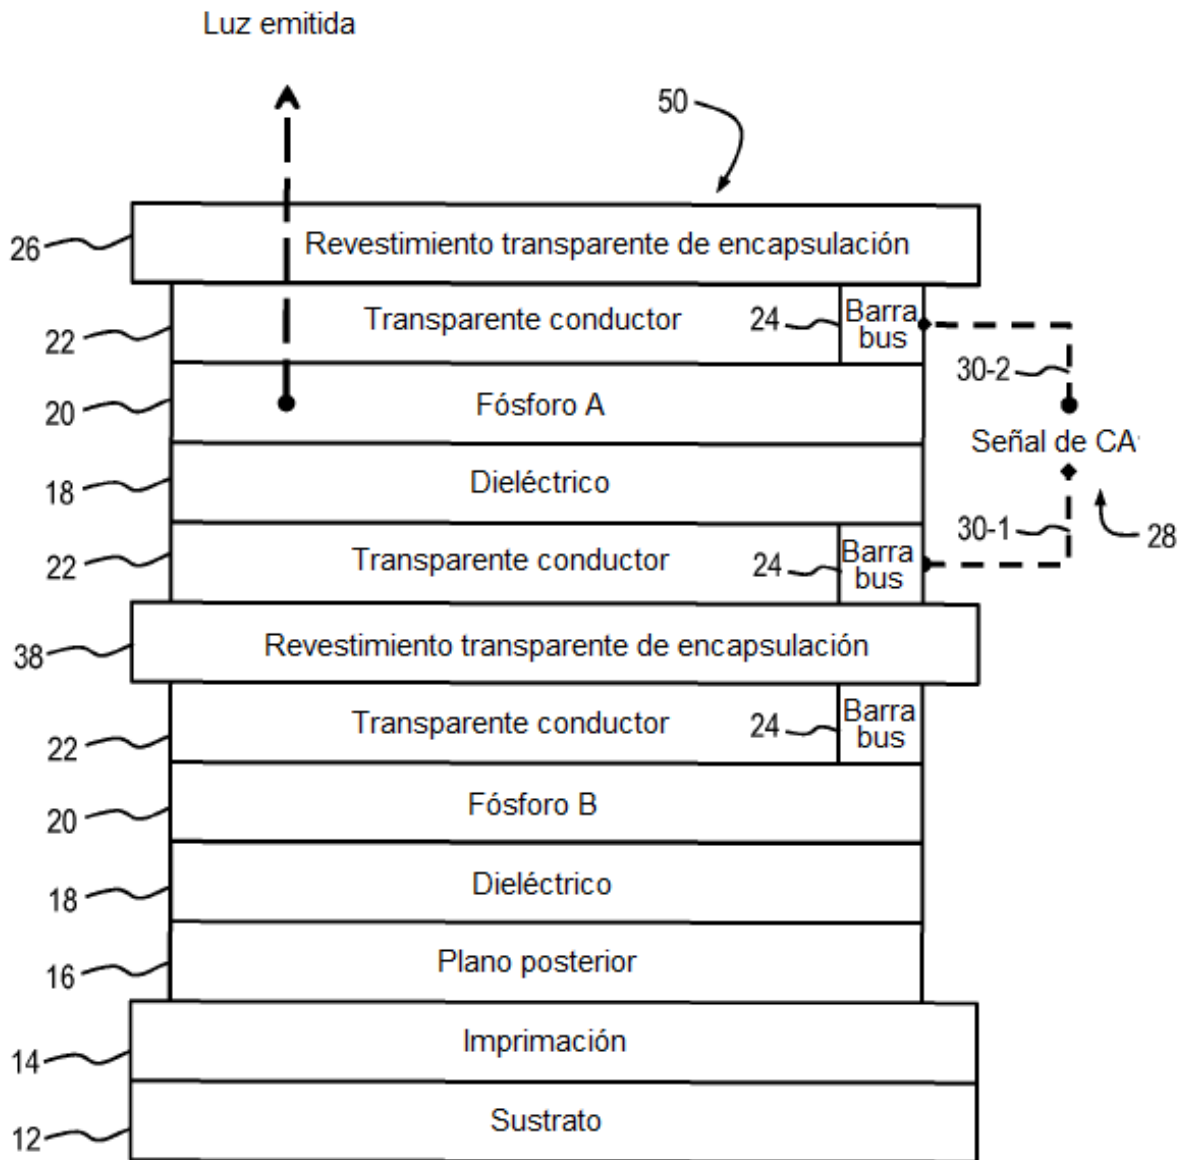 Luz emitida
50
26
Revestimiento transparente de encapsulación
22
Transparente conductor
24
Barra
bus
30-2
20
Fósforo A
Señal de CA
18
Dieléctrico
30-1
28
22
Transparente conductor
24
Barra
bus
38
Revestimiento transparente de encapsulación
22
Transparente conductor
24
Barra
bus
20
Fósforo B
18
Dieléctrico
16
Plano posterior
14
Imprimación
12
Sustrato